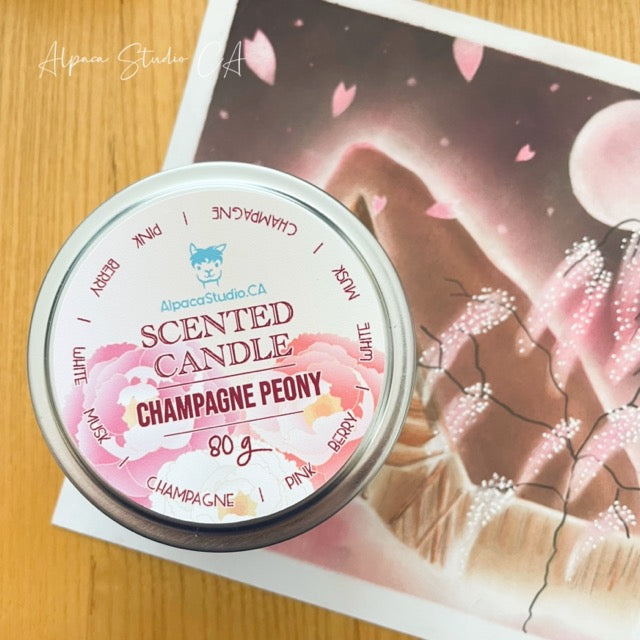 Alpaca Studio CA
AlpacaStudio.CA
SCENTED
CANDLE
CHAMPAGNE PEONY
80 g
CHAMPAGNE | MUSK | WHITE | PINK BERRY | CHAMPAGNE | MUSK | WHITE | BERRY | PINK |